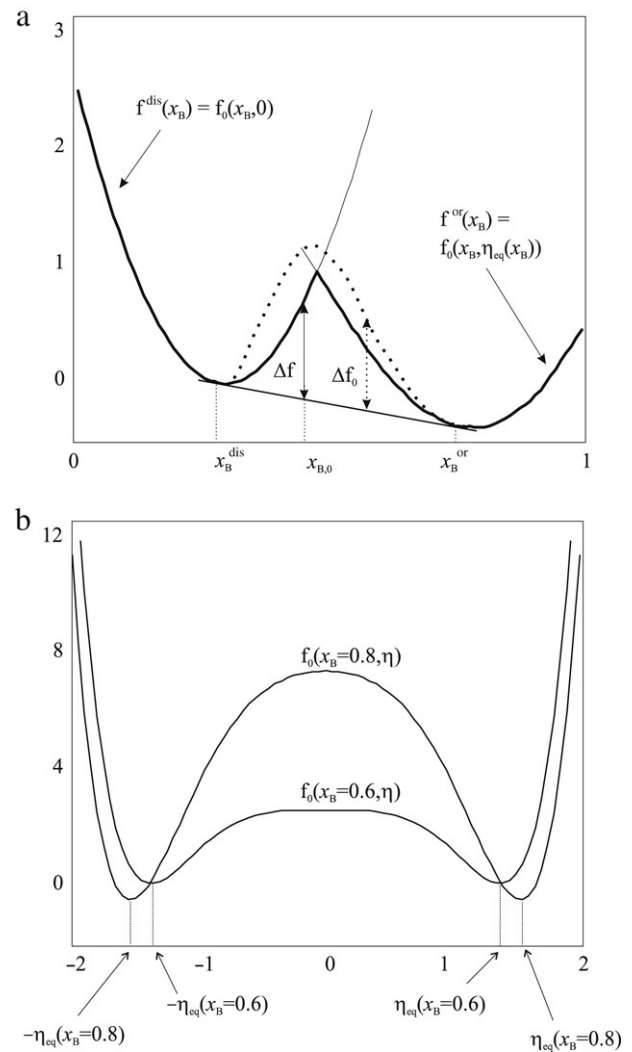 a
3
2
1
0
f^dis(x_B) = f_0(x_B,0)
f^or(x_B) =
f_0(x_B,η_eq(x_B))
Δf
Δf_0
0
x_B^dis
x_B,0
x_B^or
1
b
12
8
4
0
f_0(x_B=0.8,η)
f_0(x_B=0.6,η)
−2
−1
0
1
2
−η_eq(x_B=0.6)
η_eq(x_B=0.6)
−η_eq(x_B=0.8)
η_eq(x_B=0.8)